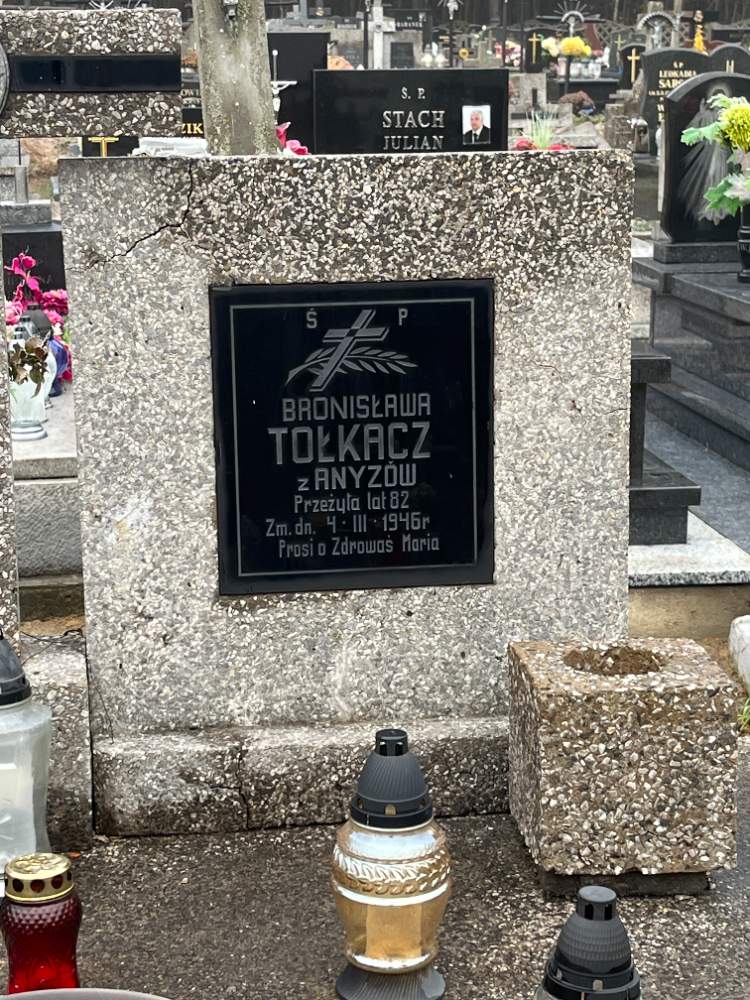 Ś. P.
STACH
JULIAN
Ś P
BRONISŁAWA
TOŁKACZ
z ANYZÓW
Przeżyła lat 82
Zm. dn. 4 · III · 1946r
Prosi o Zdrowaś Maria